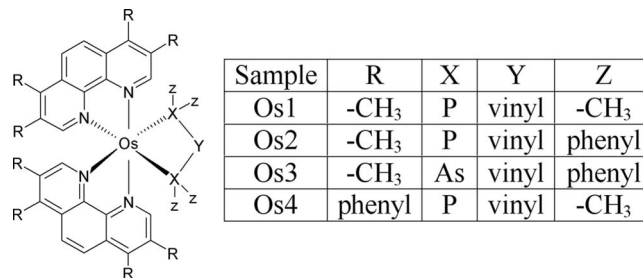 R
R
R
R
N
N
Z
Z
X
Os
Y
X
Z
Z
N
N
R
R
R
R
Sample R X Y Z
Os1 -CH₃ P vinyl -CH₃
Os2 -CH₃ P vinyl phenyl
Os3 -CH₃ As vinyl phenyl
Os4 phenyl P vinyl -CH₃